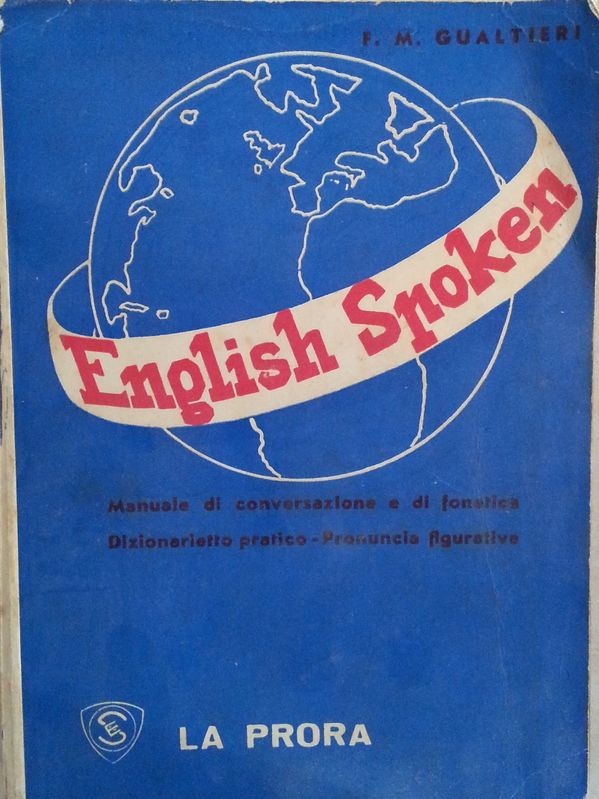 F. M. GUALTIERI
English Spoken
Manuale di conversazione e di fonetica
Dizionarietto pratico - Pronuncia figurativa
LA PRORA